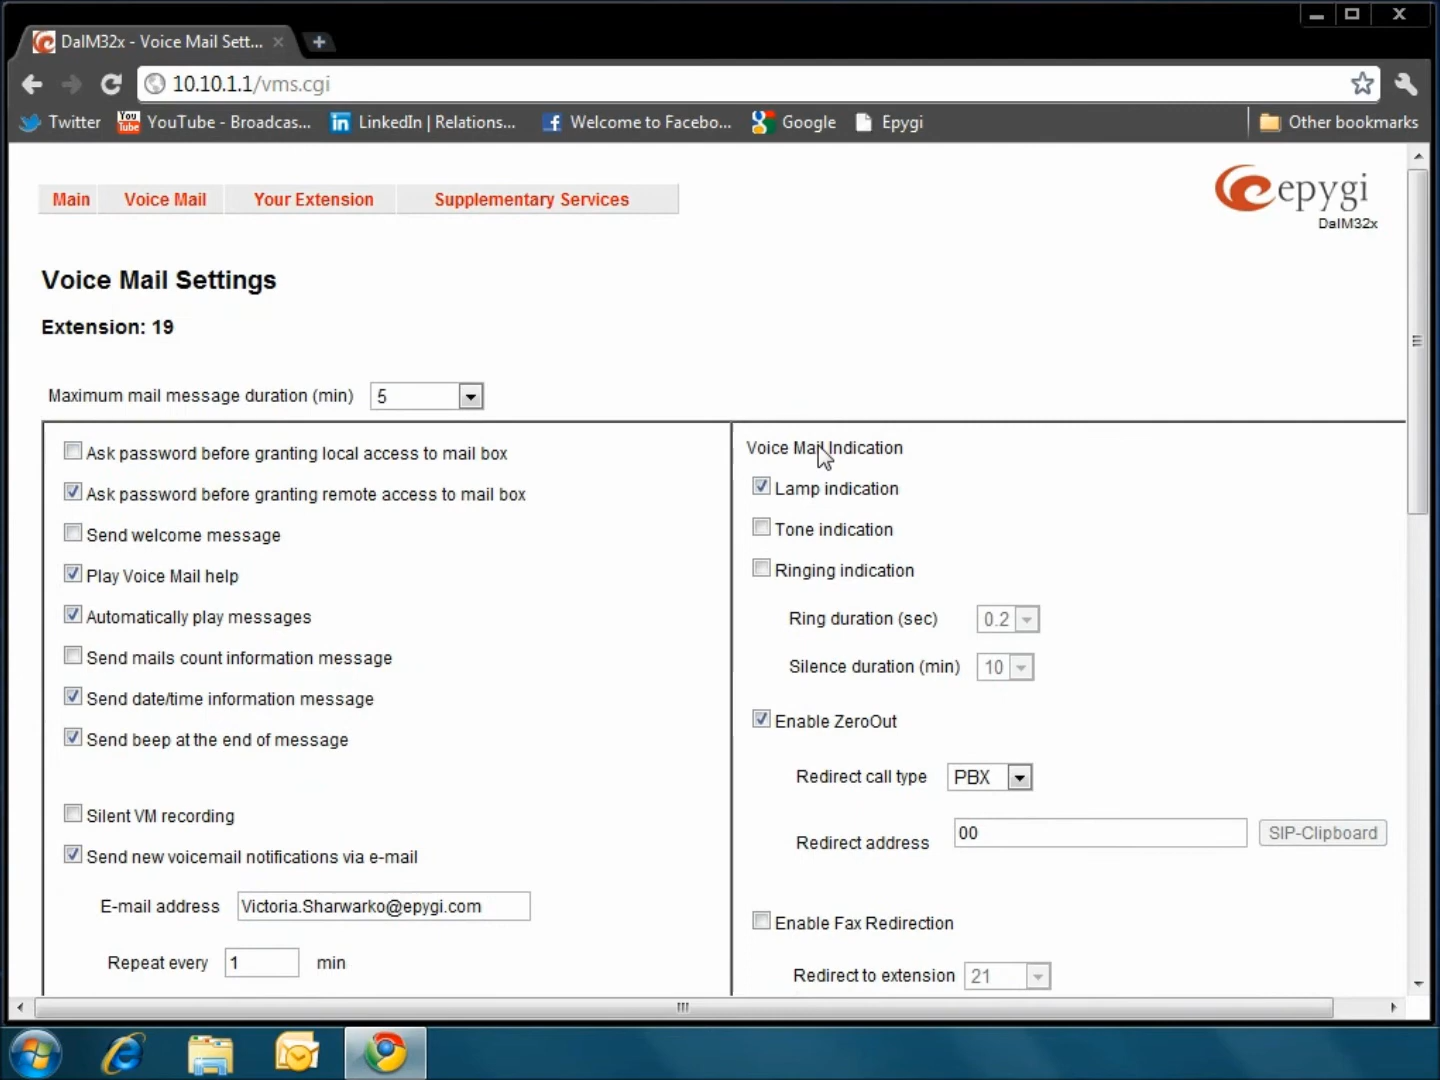 DalM32x - Voice Mail Sett...
10.10.1.1/vms.cgi
Twitter
You Tube
YouTube - Broadcas...
in
LinkedIn | Relations...
f
Welcome to Facebo...
Google
Epygi
Other bookmarks
Main
Voice Mail
Your Extension
Supplementary Services
epygi
DalM32x
Voice Mail Settings
Extension: 19
Maximum mail message duration (min)
5
Ask password before granting local access to mail box
Ask password before granting remote access to mail box
Send welcome message
Play Voice Mail help
Automatically play messages
Send mails count information message
Send date/time information message
Send beep at the end of message
Silent VM recording
Send new voicemail notifications via e-mail
E-mail address
Victoria.Sharwarko@epygi.com
Repeat every
1
min
Voice Mail Indication
Lamp indication
Tone indication
Ringing indication
Ring duration (sec)
0.2
Silence duration (min)
10
Enable ZeroOut
Redirect call type
PBX
Redirect address
00
SIP-Clipboard
Enable Fax Redirection
Redirect to extension
21